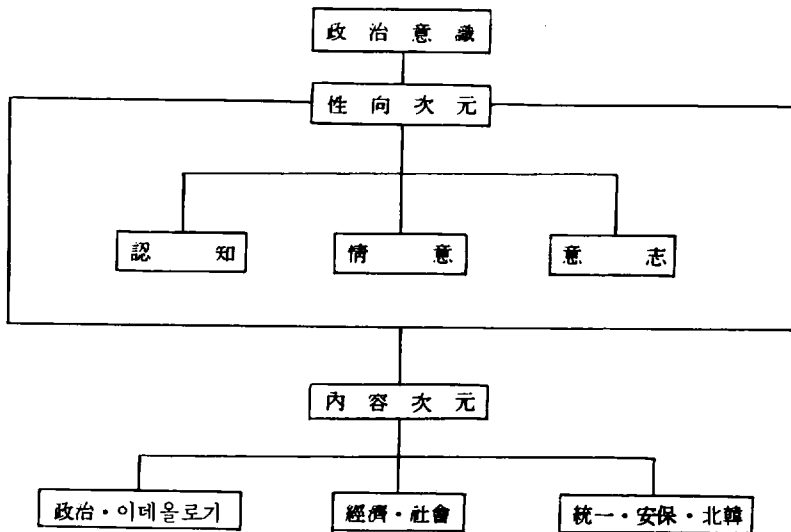 政治意識
性向次元
認知 情意 意志
內容次元
政治·이데올로기 經濟·社會 統一·安保·北韓